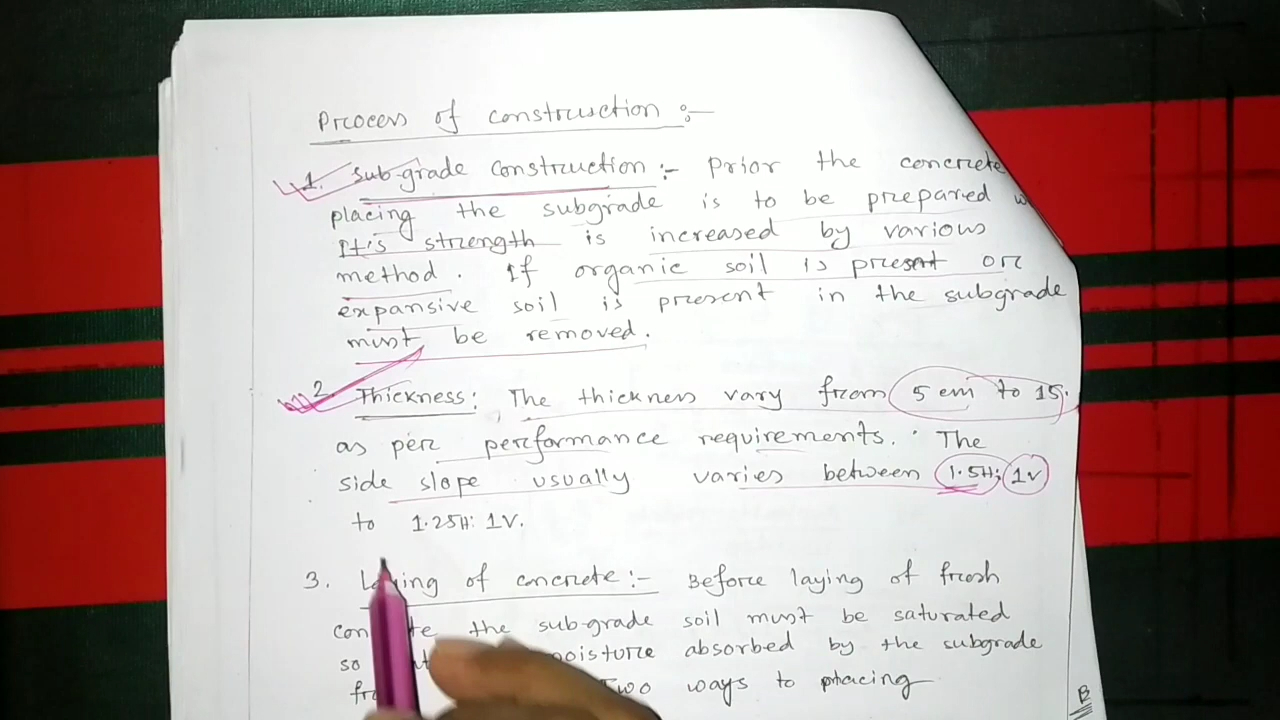 Process of construction :-
1. Sub-grade construction :- Prior the concrete
placing the subgrade is to be prepared
It's strength is increased by various
method. If organic soil is present or
expansive soil is present in the subgrade
must be removed.
2. Thickness: The thickness vary from 5 cm to 15.
as per performance requirements. The
side slope usually varies between 1.5H: 1V
to 1.25H: 1V.
3. Laying of concrete :- Before laying of fresh
the sub-grade soil must be saturated
so moisture absorbed by the subgrade
Two ways to placing